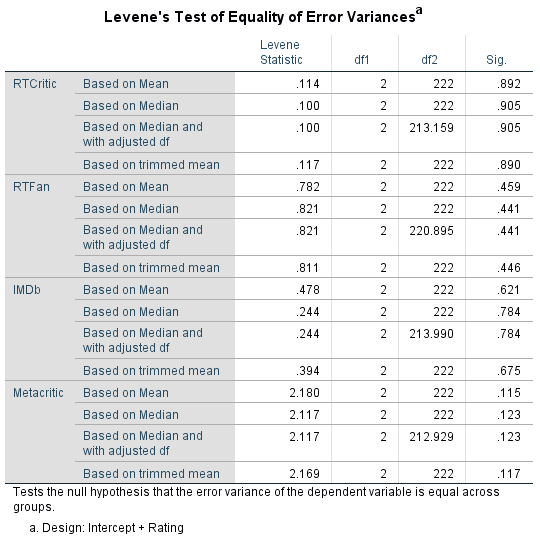 Levene's Test of Equality of Error Variancesa
Levene Statistic df1 df2 Sig.
RTCritic Based on Mean .114 2 222 .892
Based on Median .100 2 222 .905
Based on Median and with adjusted df .100 2 213.159 .905
Based on trimmed mean .117 2 222 .890
RTFan Based on Mean .782 2 222 .459
Based on Median .821 2 222 .441
Based on Median and with adjusted df .821 2 220.895 .441
Based on trimmed mean .811 2 222 .446
IMDb Based on Mean .478 2 222 .621
Based on Median .244 2 222 .784
Based on Median and with adjusted df .244 2 213.990 .784
Based on trimmed mean .394 2 222 .675
Metacritic Based on Mean 2.180 2 222 .115
Based on Median 2.117 2 222 .123
Based on Median and with adjusted df 2.117 2 212.929 .123
Based on trimmed mean 2.169 2 222 .117
Tests the null hypothesis that the error variance of the dependent variable is equal across
groups.
a. Design: Intercept + Rating